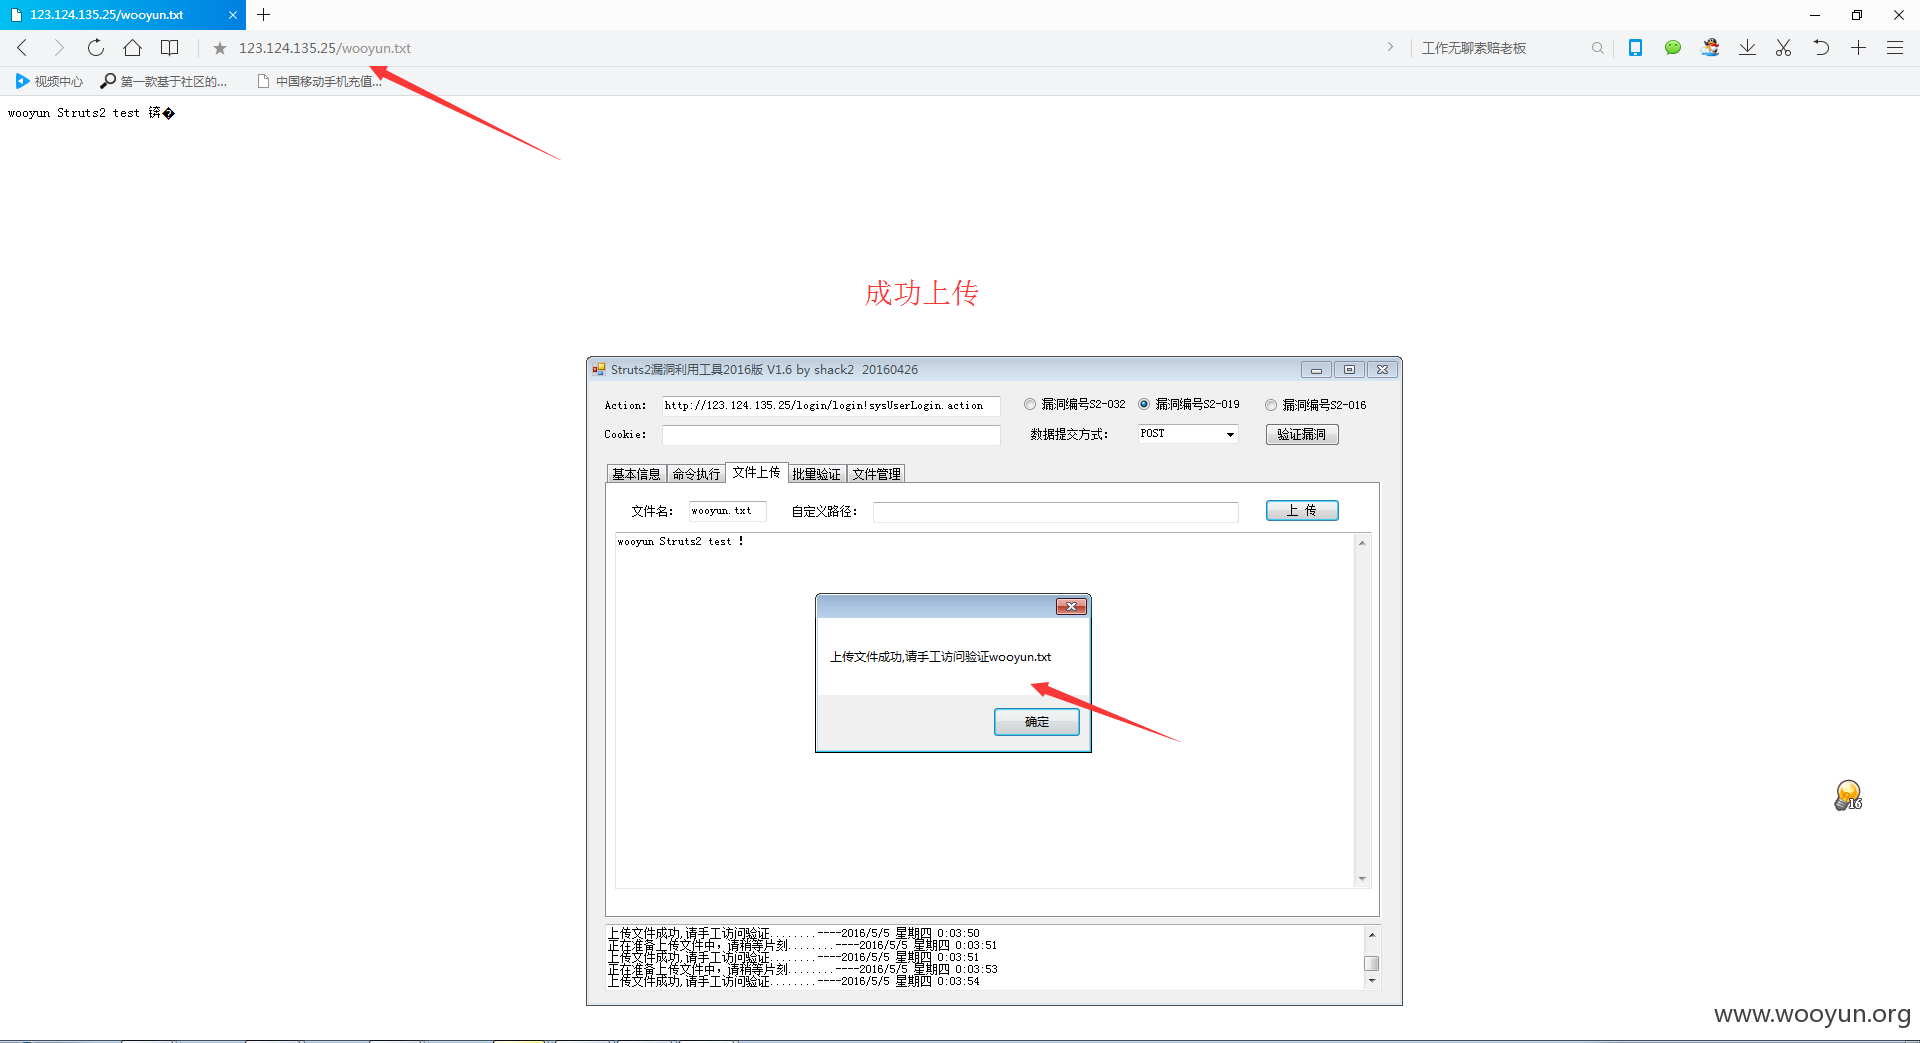 123.124.135.25/wooyun.txt
123.124.135.25/wooyun.txt
工作无聊索赔老板
视频中心
第一款基于社区的...
中国移动手机充值...
wooyun Struts2 test 锛�
成功上传
Struts2漏洞利用工具2016版 V1.6 by shack2  20160426
Action:
http://123.124.135.25/login/login!sysUserLogin.action
漏洞编号S2-032
漏洞编号S2-019
漏洞编号S2-016
Cookie:
数据提交方式:
POST
验证漏洞
基本信息
命令执行
文件上传
批量验证
文件管理
文件名:
wooyun.txt
自定义路径:
上 传
wooyun Struts2 test !
上传文件成功,请手工访问验证wooyun.txt
确定
16
上传文件成功,请手工访问验证........----2016/5/5 星期四 0:03:50
正在准备上传文件中，请稍等片刻........----2016/5/5 星期四 0:03:51
上传文件成功,请手工访问验证........----2016/5/5 星期四 0:03:51
正在准备上传文件中，请稍等片刻........----2016/5/5 星期四 0:03:53
上传文件成功,请手工访问验证........----2016/5/5 星期四 0:03:54
www.wooyun.org